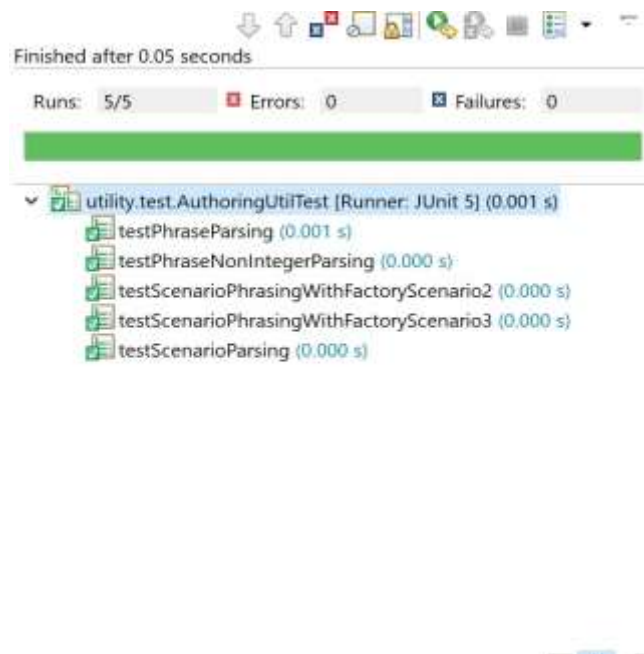 Finished after 0.05 seconds
Runs: 5/5 Errors: 0 Failures: 0
utility.test.AuthoringUtilTest [Runner: JUnit 5] (0.001 s)
testPhraseParsing (0.001 s)
testPhraseNonIntegerParsing (0.000 s)
testScenarioPhrasingWithFactoryScenario2 (0.000 s)
testScenarioPhrasingWithFactoryScenario3 (0.000 s)
testScenarioParsing (0.000 s)